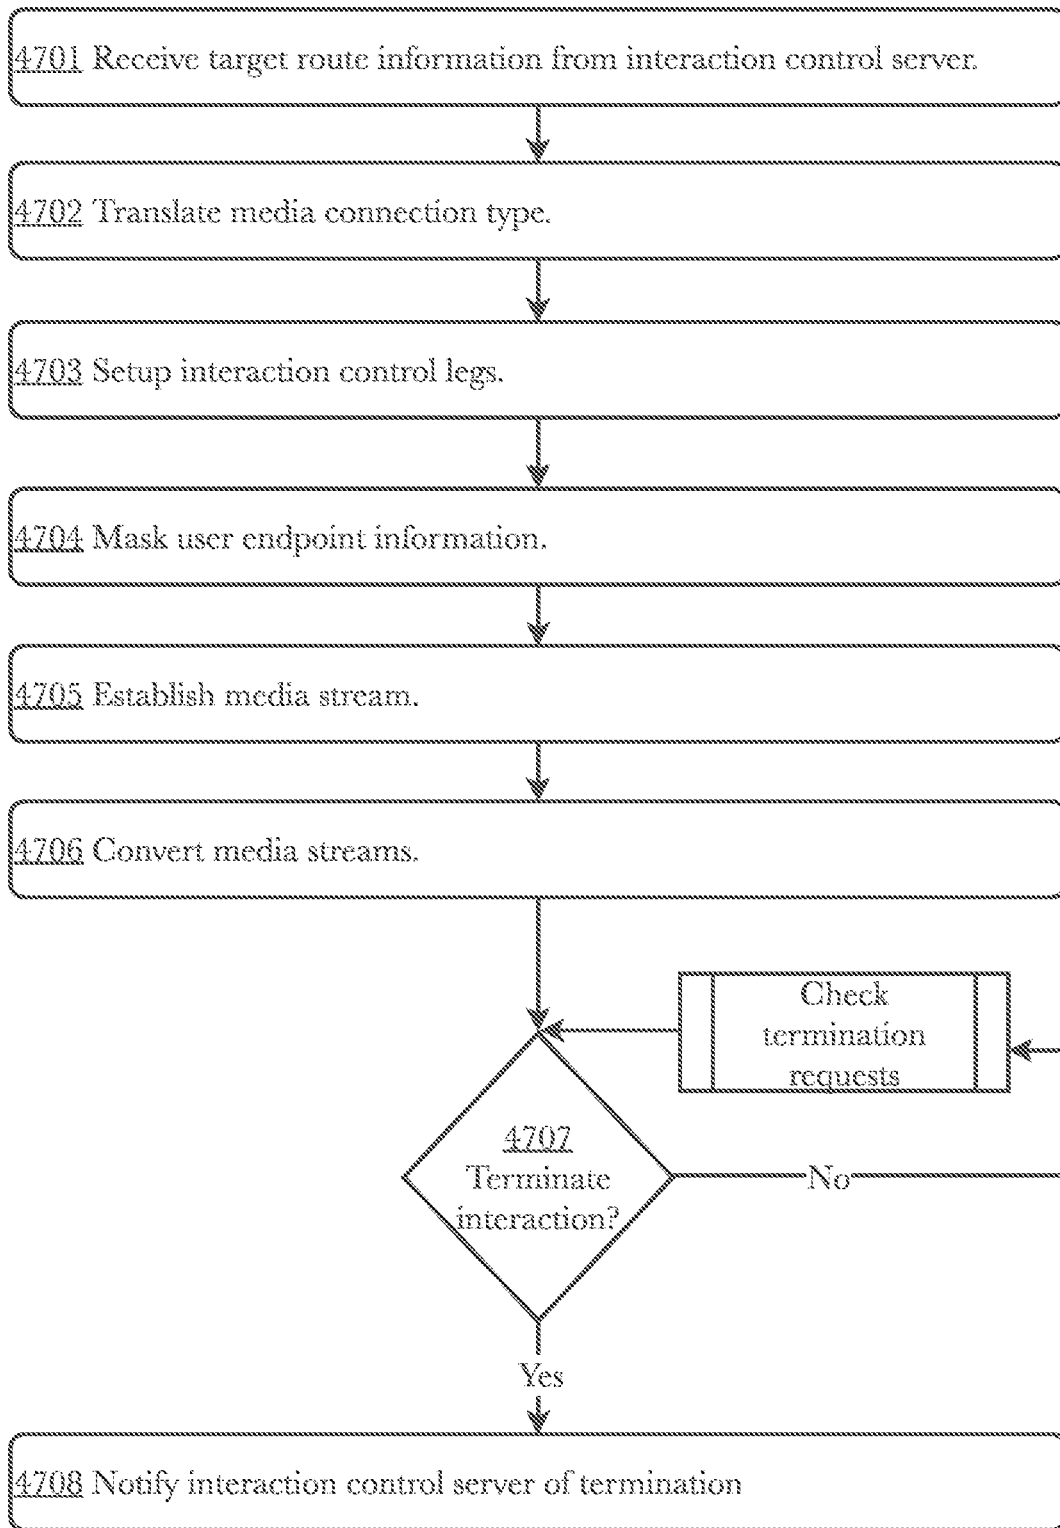 4701 Receive target route information from interaction control server.
4702 Translate media connection type.
4703 Setup interaction control legs.
4704 Mask user endpoint information.
4705 Establish media stream.
4706 Convert media streams.
Check
termination
requests
4707
Terminate
interaction?
No
Yes
4708 Notify interaction control server of termination